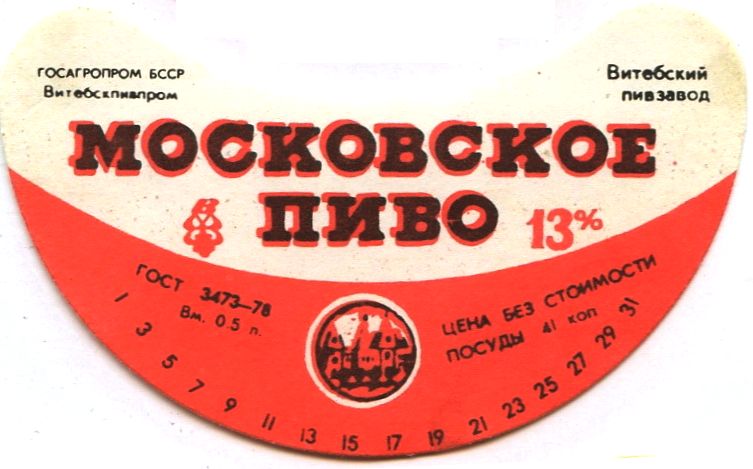 ГОСАГРОПРОМ БССР
Витебскпивпром
Витебский
пивзавод
МОСКОВСКОЕ
ПИВО
13%
ГОСТ 3473-78
Вм. 0.5 л.
ЦЕНА БЕЗ СТОИМОСТИ
ПОСУДЫ 41 коп
1 3 5 7 9 11 13 15 17 19 21 23 25 27 29 31